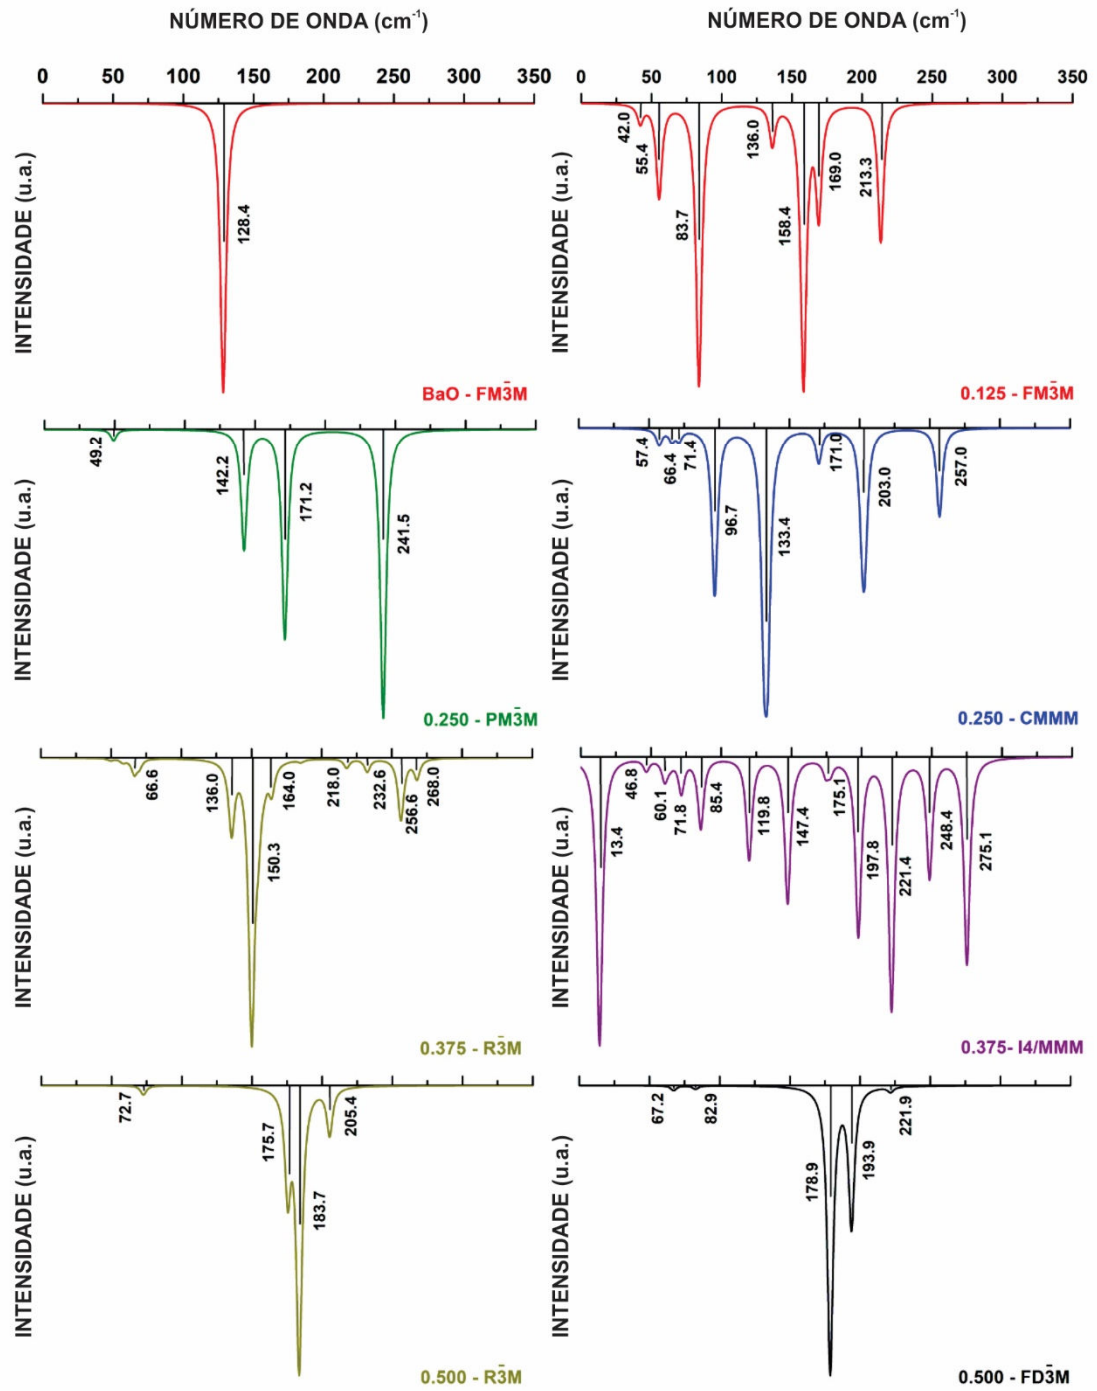 NÚMERO DE ONDA (cm⁻¹)
NÚMERO DE ONDA (cm⁻¹)
0 50 100 150 200 250 300 350
0 50 100 150 200 250 300 350
INTENSIDADE (u.a.)
128.4
BaO - FM3̄M
INTENSIDADE (u.a.)
42.0
55.4
83.7
136.0
158.4
169.0
213.3
0.125 - FM3̄M
INTENSIDADE (u.a.)
49.2
142.2
171.2
241.5
0.250 - PM3̄M
INTENSIDADE (u.a.)
57.4
66.4
71.4
96.7
133.4
171.0
203.0
257.0
0.250 - CMMM
INTENSIDADE (u.a.)
66.6
136.0
150.3
164.0
218.0
232.6
256.6
268.0
0.375 - R3̄M
INTENSIDADE (u.a.)
13.4
46.8
60.1
71.8
85.4
119.8
147.4
175.1
197.8
221.4
248.4
275.1
0.375- I4/MMM
INTENSIDADE (u.a.)
72.7
175.7
183.7
205.4
0.500 - R3̄M
INTENSIDADE (u.a.)
67.2
82.9
178.9
193.9
221.9
0.500 - FD3̄M